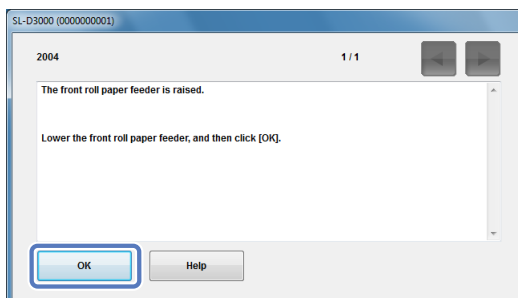 SL-D3000 (0000000001)
2004 1 / 1
The front roll paper feeder is raised.
Lower the front roll paper feeder, and then click [OK].
OK Help